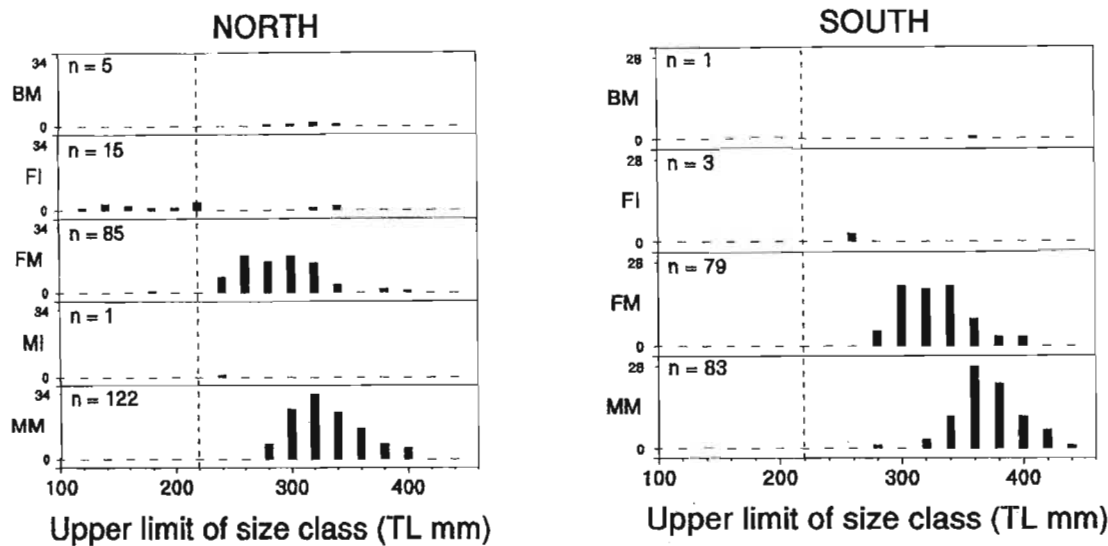 NORTH
34
n = 5
BM
0
34
n = 15
FI
0
34
n = 85
FM
0
34
n = 1
MI
0
34
n = 122
MM
0
100 200 300 400
Upper limit of size class (TL mm)
SOUTH
28
n = 1
BM
0
28
n = 3
FI
0
28
n = 79
FM
0
28
n = 83
MM
0
100 200 300 400
Upper limit of size class (TL mm)